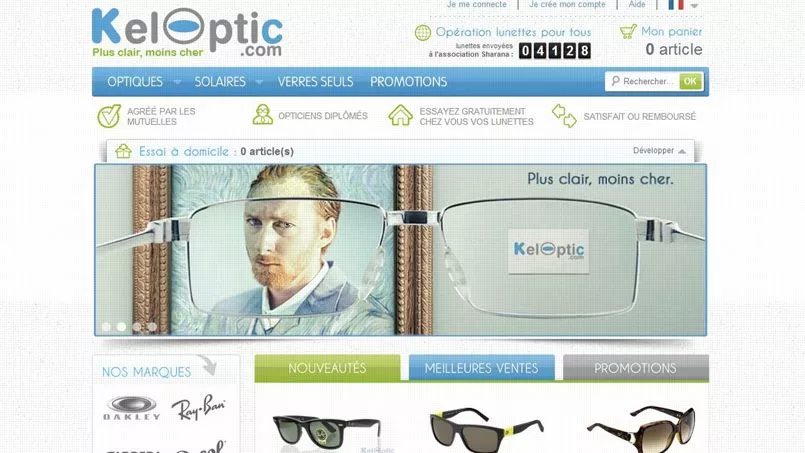 Je me connecte | Je crée mon compte | Aide |
KelOptic
.com
Plus clair, moins cher
Opération lunettes pour tous
lunettes envoyées
à l'association Sharana : 04128
Mon panier
0 article
OPTIQUES SOLAIRES VERRES SEULS PROMOTIONS
Rechercher... OK
AGRÉÉ PAR LES
MUTUELLES
OPTICIENS DIPLÔMÉS
ESSAYEZ GRATUITEMENT
CHEZ VOUS VOS LUNETTES
SATISFAIT OU REMBOURSÉ
Essai à domicile : 0 article(s)
Développer
Plus clair, moins cher.
KelOptic
.com
NOS MARQUES
NOUVEAUTÉS
MEILLEURES VENTES
PROMOTIONS
OAKLEY
Ray-Ban
KelOptic